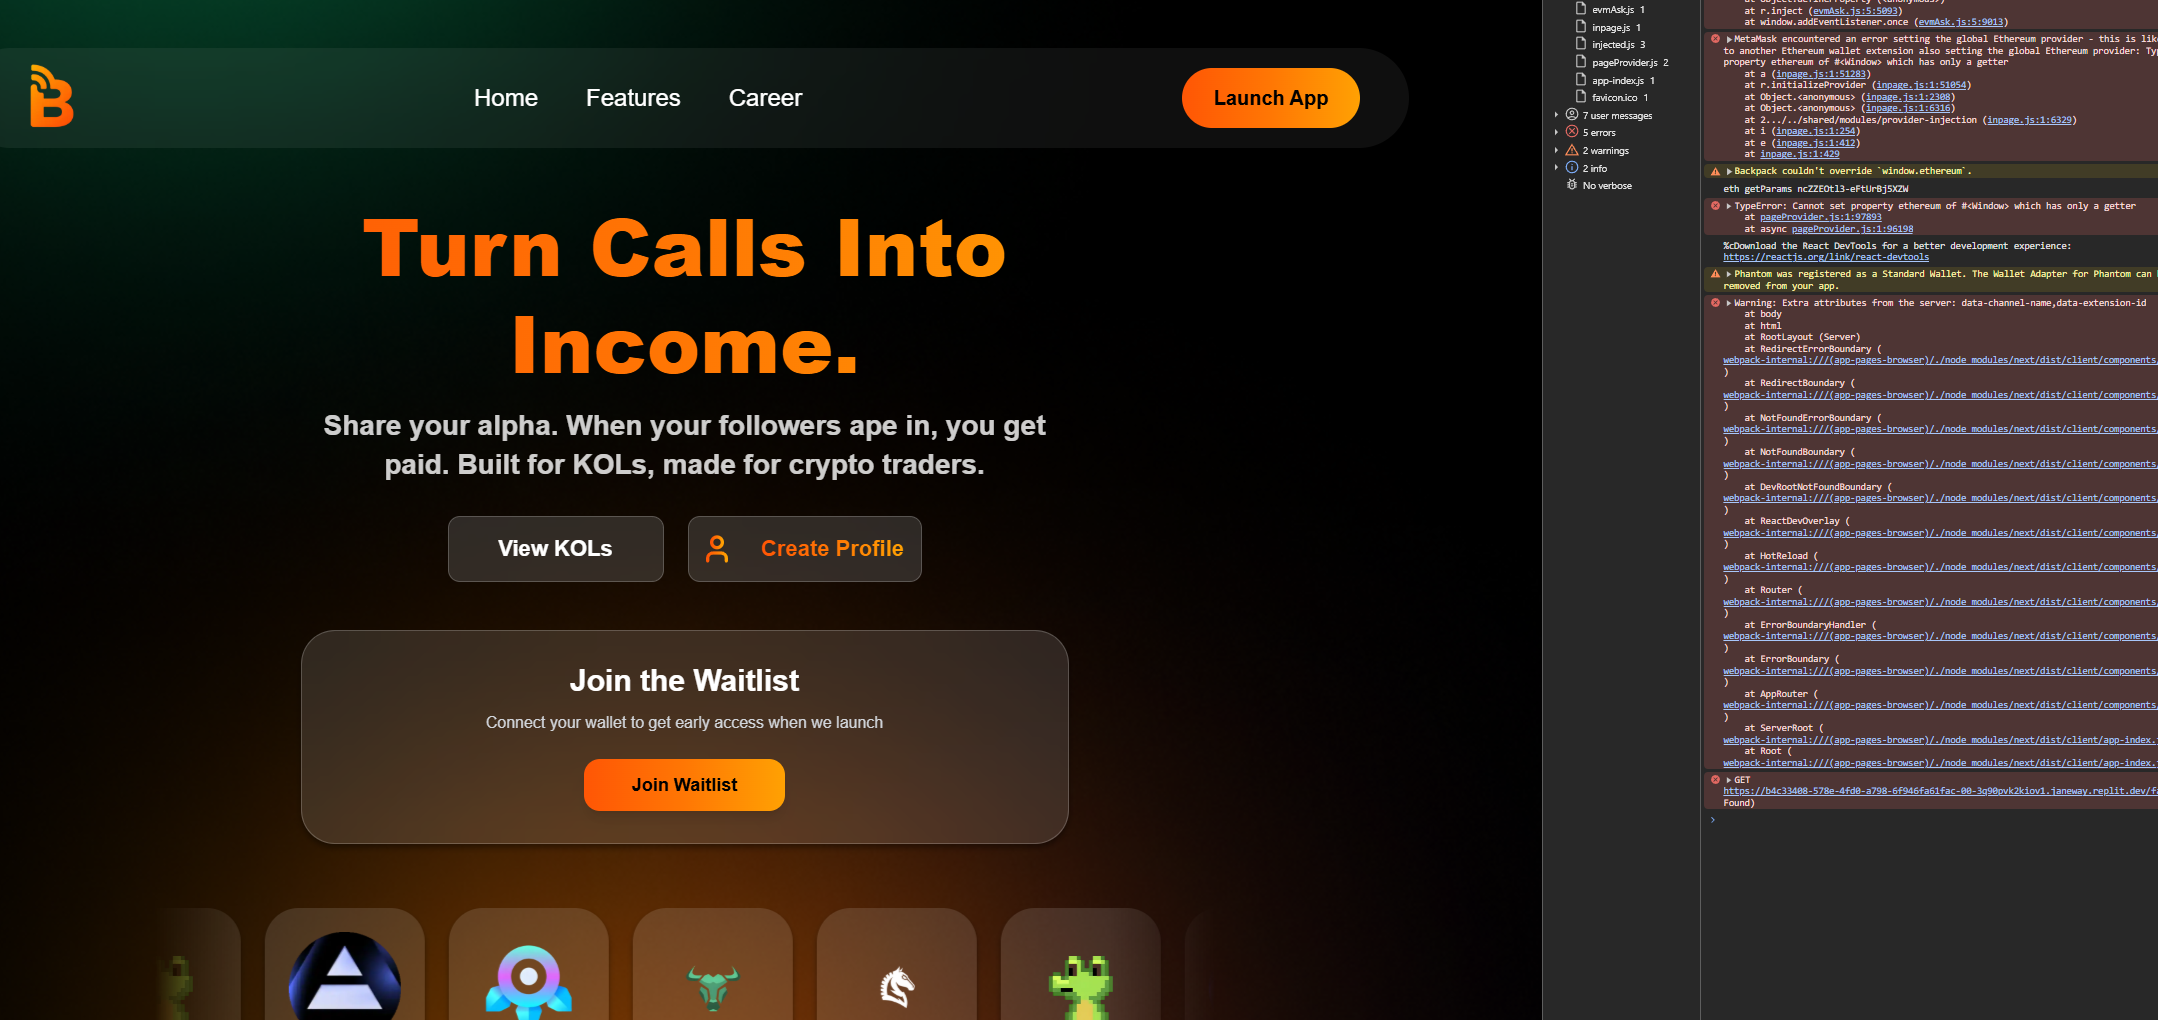 Home Features Career Launch App
Turn Calls Into
Income.
Share your alpha. When your followers ape in, you get
paid. Built for KOLs, made for crypto traders.
View KOLs Create Profile
Join the Waitlist
Connect your wallet to get early access when we launch
Join Waitlist
evmAsk.js 1
inpage.js 1
injected.js 3
pageProvider.js 2
app-index.js 1
favicon.ico 1
7 user messages
5 errors
2 warnings
2 info
No verbose
at r.inject (evmAsk.js:5:5093)
at window.addEventListener.once (evmAsk.js:5:9013)
MetaMask encountered an error setting the global Ethereum provider - this is
to another Ethereum wallet extension also setting the global Ethereum provider:
property ethereum of #<Window> which has only a getter
at a (inpage.js:1:51283)
at r.initializeProvider (inpage.js:1:51054)
at Object.<anonymous> (inpage.js:1:2308)
at Object.<anonymous> (inpage.js:1:6316)
at 2.../../shared/modules/provider-injection (inpage.js:1:6329)
at i (inpage.js:1:254)
at e (inpage.js:1:412)
at inpage.js:1:429
Backpack couldn't override `window.ethereum`.
eth getParams ncZZEOtl3-eFtUrBj5XZW
TypeError: Cannot set property ethereum of #<Window> which has only a getter
at pageProvider.js:1:97893
at async pageProvider.js:1:96198
%cDownload the React DevTools for a better development experience:
https://reactjs.org/link/react-devtools
Phantom was registered as a Standard Wallet. The Wallet Adapter for Phantom can
removed from your app.
Warning: Extra attributes from the server: data-channel-name,data-extension-id
at body
at html
at RootLayout (Server)
at RedirectErrorBoundary (
webpack-internal:///(app-pages-browser)/./node_modules/next/dist/client/components/
)
at RedirectBoundary (
webpack-internal:///(app-pages-browser)/./node_modules/next/dist/client/components/
)
at NotFoundErrorBoundary (
webpack-internal:///(app-pages-browser)/./node_modules/next/dist/client/components/
)
at NotFoundBoundary (
webpack-internal:///(app-pages-browser)/./node_modules/next/dist/client/components/
)
at DevRootNotFoundBoundary (
webpack-internal:///(app-pages-browser)/./node_modules/next/dist/client/components/
)
at ReactDevOverlay (
webpack-internal:///(app-pages-browser)/./node_modules/next/dist/client/components/
)
at HotReload (
webpack-internal:///(app-pages-browser)/./node_modules/next/dist/client/components/
)
at Router (
webpack-internal:///(app-pages-browser)/./node_modules/next/dist/client/components/
)
at ErrorBoundaryHandler (
webpack-internal:///(app-pages-browser)/./node_modules/next/dist/client/components/
)
at ErrorBoundary (
webpack-internal:///(app-pages-browser)/./node_modules/next/dist/client/components/
)
at AppRouter (
webpack-internal:///(app-pages-browser)/./node_modules/next/dist/client/components/
)
at ServerRoot (
webpack-internal:///(app-pages-browser)/./node_modules/next/dist/client/app-index.
at Root (
webpack-internal:///(app-pages-browser)/./node_modules/next/dist/client/app-index.
GET
https://b4c33408-578e-4fd0-a798-6f946fa61fac-00-3q90pvk2kiov1.janeway.replit.dev/
Found)